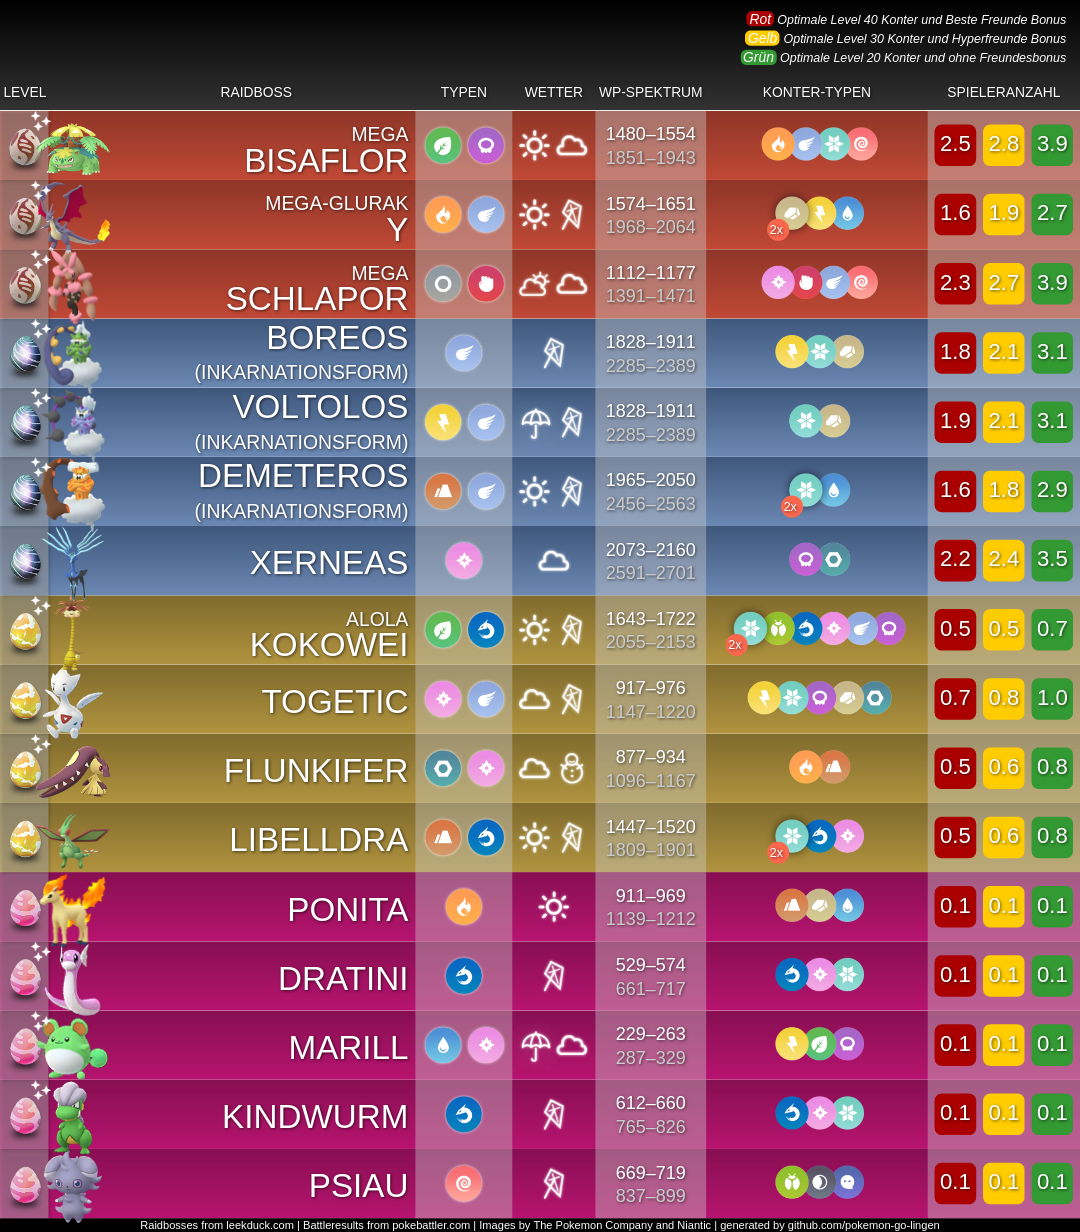 Rot Optimale Level 40 Konter und Beste Freunde Bonus
Gelb Optimale Level 30 Konter und Hyperfreunde Bonus
Grün Optimale Level 20 Konter und ohne Freundesbonus
LEVEL RAIDBOSS TYPEN WETTER WP-SPEKTRUM KONTER-TYPEN SPIELERANZAHL
MEGA
BISAFLOR
1480–1554
1851–1943
2.5 2.8 3.9
MEGA-GLURAK
Y
1574–1651
1968–2064
2x
1.6 1.9 2.7
MEGA
SCHLAPOR
1112–1177
1391–1471
2.3 2.7 3.9
BOREOS
(INKARNATIONSFORM)
1828–1911
2285–2389
1.8 2.1 3.1
VOLTOLOS
(INKARNATIONSFORM)
1828–1911
2285–2389
1.9 2.1 3.1
DEMETEROS
(INKARNATIONSFORM)
1965–2050
2456–2563
2x
1.6 1.8 2.9
XERNEAS
2073–2160
2591–2701
2.2 2.4 3.5
ALOLA
KOKOWEI
1643–1722
2055–2153
2x
0.5 0.5 0.7
TOGETIC
917–976
1147–1220
0.7 0.8 1.0
FLUNKIFER
877–934
1096–1167
0.5 0.6 0.8
LIBELLDRA
1447–1520
1809–1901
2x
0.5 0.6 0.8
PONITA
911–969
1139–1212
0.1 0.1 0.1
DRATINI
529–574
661–717
0.1 0.1 0.1
MARILL
229–263
287–329
0.1 0.1 0.1
KINDWURM
612–660
765–826
0.1 0.1 0.1
PSIAU
669–719
837–899
0.1 0.1 0.1
Raidbosses from leekduck.com | Battleresults from pokebattler.com | Images by The Pokemon Company and Niantic | generated by github.com/pokemon-go-lingen